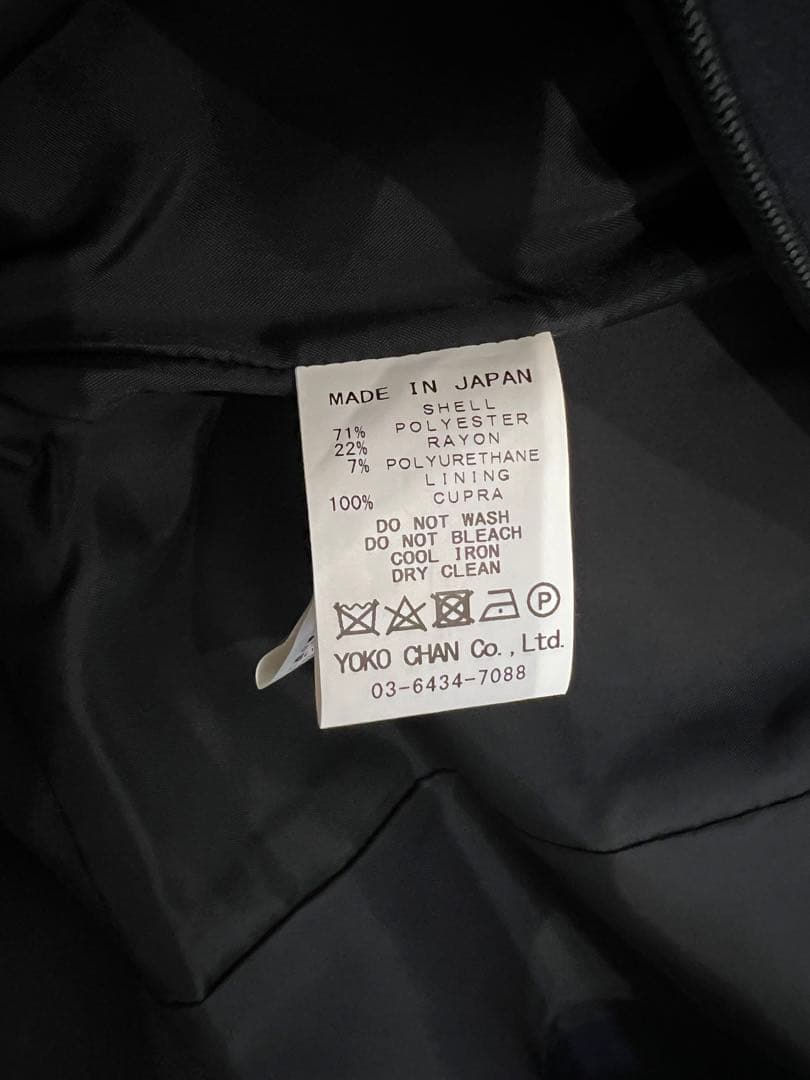 MADE IN JAPAN
SHELL
71% POLYESTER
22% RAYON
7% POLYURETHANE
LINING
100% CUPRA
DO NOT WASH
DO NOT BLEACH
COOL IRON
DRY CLEAN
P
YOKO CHAN Co.,Ltd.
03-6434-7088